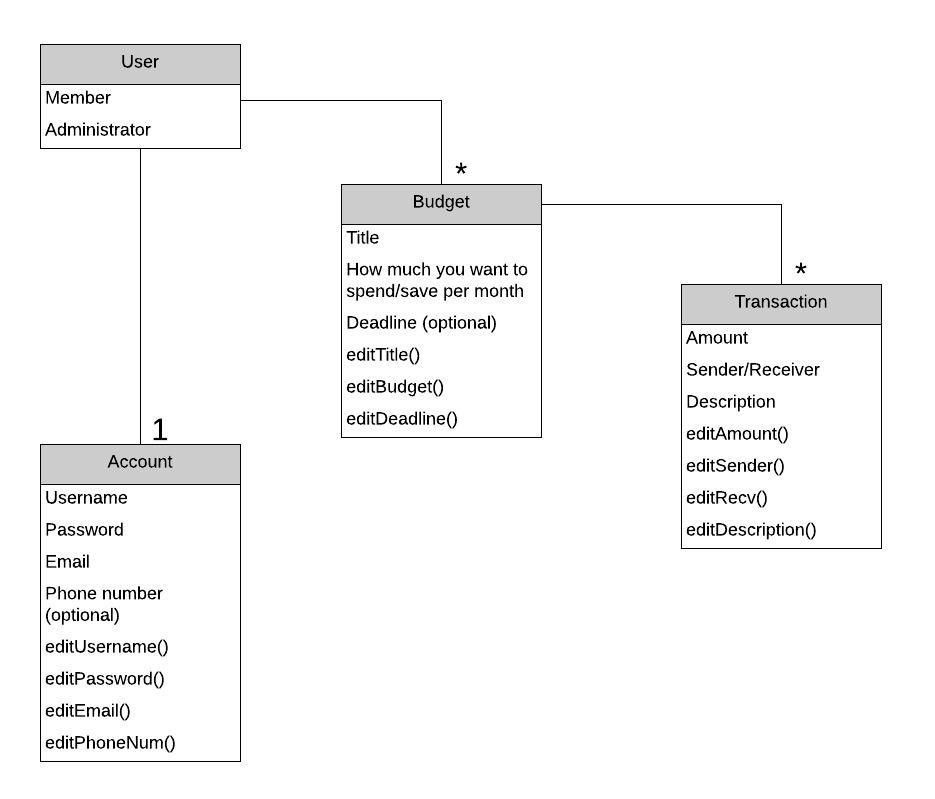 User
Member
Administrator
*
Budget
Title
How much you want to
spend/save per month
Deadline (optional)
editTitle()
editBudget()
editDeadline()
*
Transaction
Amount
Sender/Receiver
Description
editAmount()
editSender()
editRecv()
editDescription()
1
Account
Username
Password
Email
Phone number
(optional)
editUsername()
editPassword()
editEmail()
editPhoneNum()